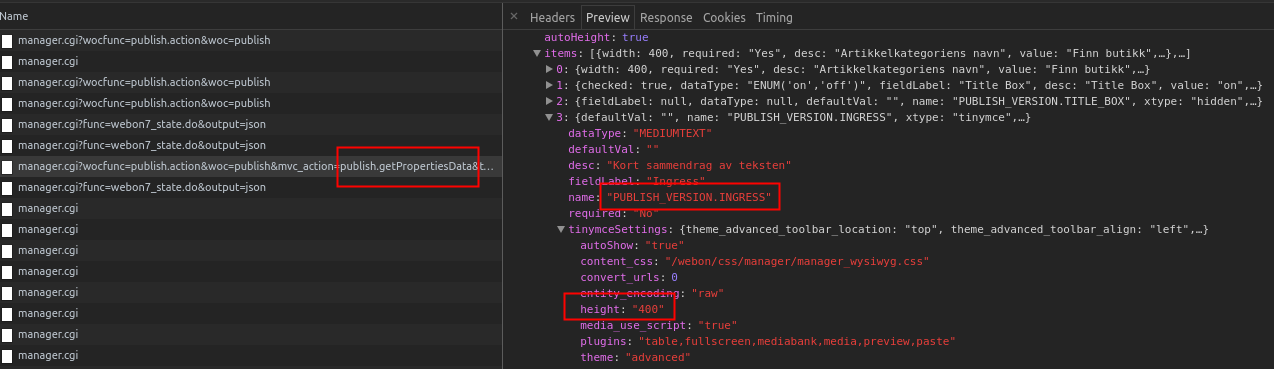 Name
manager.cgi?wocfunc=publish.action&woc=publish
manager.cgi
manager.cgi?wocfunc=publish.action&woc=publish
manager.cgi?wocfunc=publish.action&woc=publish
manager.cgi?func=webon7_state.do&output=json
manager.cgi?func=webon7_state.do&output=json
manager.cgi?wocfunc=publish.action&woc=publish&mvc_action=publish.getPropertiesData&t…
manager.cgi?func=webon7_state.do&output=json
manager.cgi
manager.cgi
manager.cgi
manager.cgi
manager.cgi
manager.cgi
manager.cgi
manager.cgi
× Headers Preview Response Cookies Timing
autoHeight: true
▼items: [{width: 400, required: "Yes", desc: "Artikkelkategoriens navn", value: "Finn butikk",…},…]
▶0: {width: 400, required: "Yes", desc: "Artikkelkategoriens navn", value: "Finn butikk",…}
▶1: {checked: true, dataType: "ENUM('on','off')", fieldLabel: "Title Box", desc: "Title Box", value: "on",…}
▶2: {fieldLabel: null, dataType: null, defaultVal: "", name: "PUBLISH_VERSION.TITLE_BOX", xtype: "hidden",…}
▼3: {defaultVal: "", name: "PUBLISH_VERSION.INGRESS", xtype: "tinymce",…}
dataType: "MEDIUMTEXT"
defaultVal: ""
desc: "Kort sammendrag av teksten"
fieldLabel: "Ingress"
name: "PUBLISH_VERSION.INGRESS"
required: "No"
▼tinymceSettings: {theme_advanced_toolbar_location: "top", theme_advanced_toolbar_align: "left",…}
autoShow: "true"
content_css: "/webon/css/manager/manager_wysiwyg.css"
convert_urls: 0
entity_encoding: "raw"
height: "400"
media_use_script: "true"
plugins: "table,fullscreen,mediabank,media,preview,paste"
theme: "advanced"